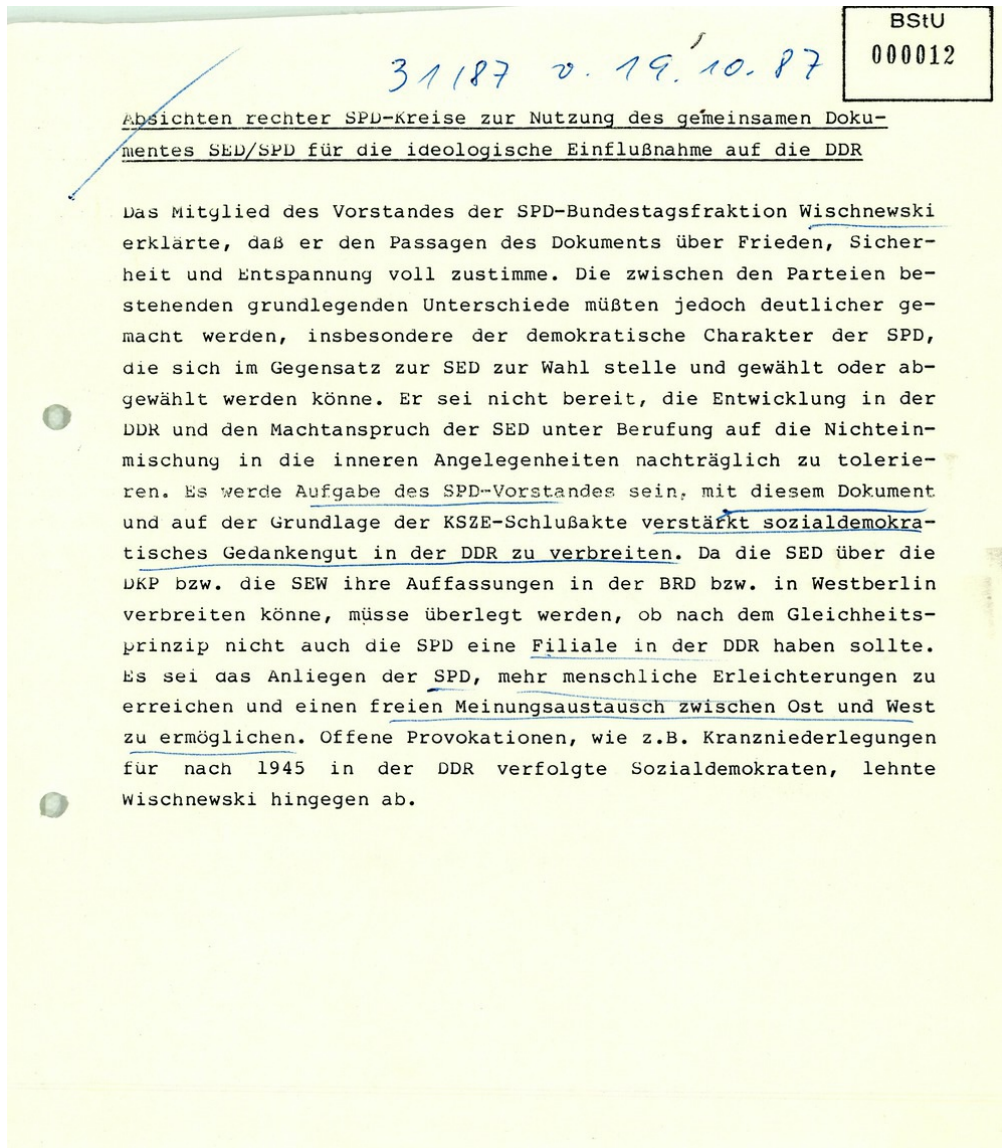 BStU
000012
31/87 v. 19.10.87
Absichten rechter SPD-Kreise zur Nutzung des gemeinsamen Doku-
mentes SED/SPD für die ideologische Einflußnahme auf die DDR
Das Mitglied des Vorstandes der SPD-Bundestagsfraktion Wischnewski
erklärte, daß er den Passagen des Dokuments über Frieden, Sicher-
heit und Entspannung voll zustimme. Die zwischen den Parteien be-
stehenden grundlegenden Unterschiede müßten jedoch deutlicher ge-
macht werden, insbesondere der demokratische Charakter der SPD,
die sich im Gegensatz zur SED zur Wahl stelle und gewählt oder ab-
gewählt werden könne. Er sei nicht bereit, die Entwicklung in der
DDR und den Machtanspruch der SED unter Berufung auf die Nichtein-
mischung in die inneren Angelegenheiten nachträglich zu tolerie-
ren. Es werde Aufgabe des SPD-Vorstandes sein, mit diesem Dokument
und auf der Grundlage der KSZE-Schlußakte verstärkt sozialdemokra-
tisches Gedankengut in der DDR zu verbreiten. Da die SED über die
DKP bzw. die SEW ihre Auffassungen in der BRD bzw. in Westberlin
verbreiten könne, müsse überlegt werden, ob nach dem Gleichheits-
prinzip nicht auch die SPD eine Filiale in der DDR haben sollte.
Es sei das Anliegen der SPD, mehr menschliche Erleichterungen zu
erreichen und einen freien Meinungsaustausch zwischen Ost und West
zu ermöglichen. Offene Provokationen, wie z.B. Kranzniederlegungen
für nach 1945 in der DDR verfolgte Sozialdemokraten, lehnte
Wischnewski hingegen ab.